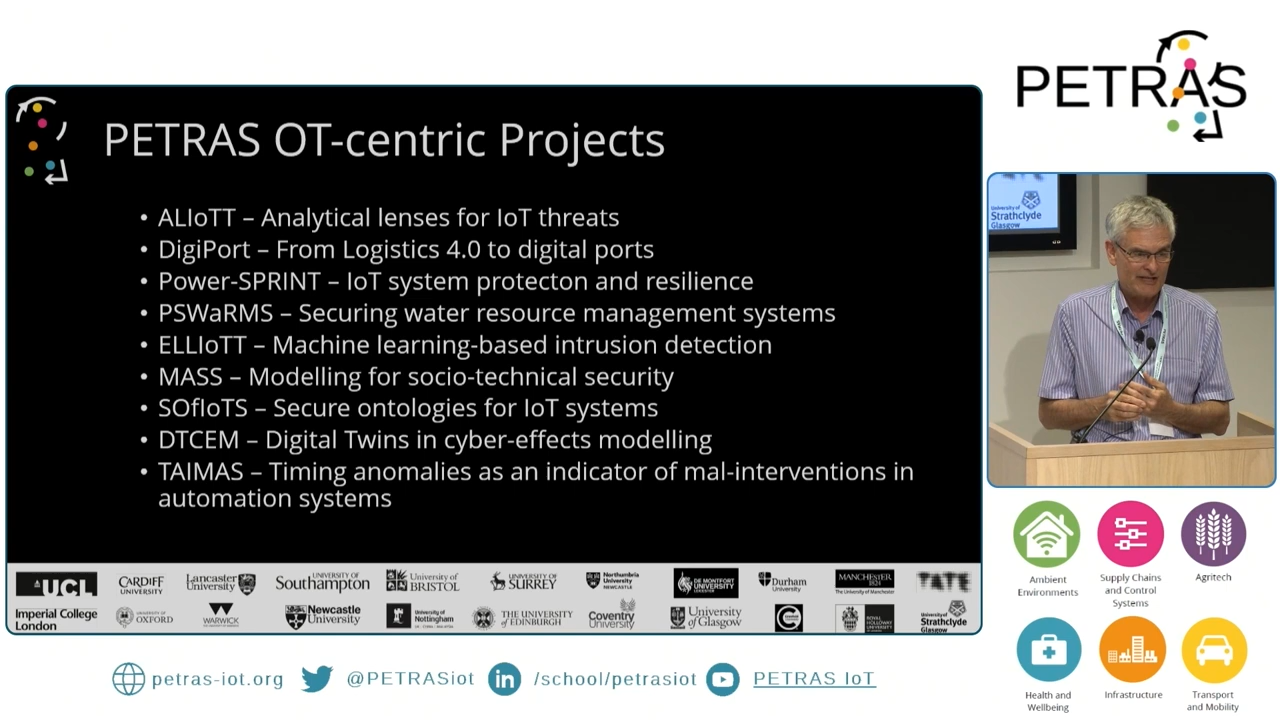 PETRAS
PETRAS OT-centric Projects
• ALIoTT – Analytical lenses for IoT threats
• DigiPort – From Logistics 4.0 to digital ports
• Power-SPRINT – IoT system protecton and resilience
• PSWaRMS – Securing water resource management systems
• ELLIoTT – Machine learning-based intrusion detection
• MASS – Modelling for socio-technical security
• SOfIoTS – Secure ontologies for IoT systems
• DTCEM – Digital Twins in cyber-effects modelling
• TAIMAS – Timing anomalies as an indicator of mal-interventions in
automation systems
UCL
CARDIFF
UNIVERSITY
Lancaster
University
UNIVERSITY OF
Southampton
University of
BRISTOL
UNIVERSITY OF
SURREY
Northumbria
University
NEWCASTLE
DE MONTFORT
UNIVERSITY
LEICESTER
Durham
University
MANCHESTER
1824
The University of Manchester
TATE
Imperial College
London
UNIVERSITY OF
OXFORD
WARWICK
Newcastle
University
University of
Nottingham
THE UNIVERSITY
of EDINBURGH
Coventry
University
University
of Glasgow
ROYAL
HOLLOWAY
University of
Strathclyde
Glasgow
University of
Strathclyde
Glasgow
Ambient
Environments
Supply Chains
and Control
Systems
Agritech
Health and
Wellbeing
Infrastructure
Transport
and Mobility
petras-iot.org
@PETRASiot
in
/school/petrasiot
PETRAS IoT